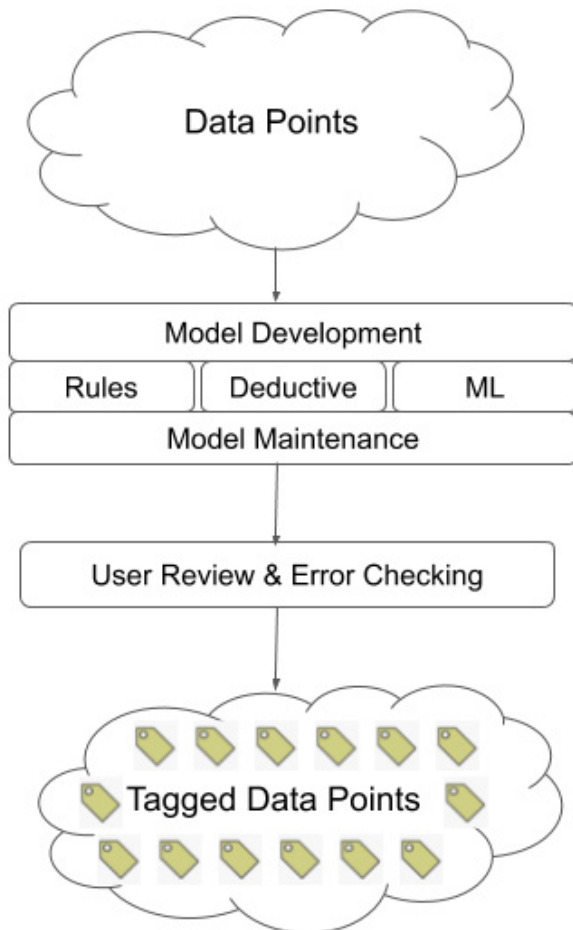 Data Points
Model Development
Rules
Deductive
ML
Model Maintenance
User Review & Error Checking
Tagged Data Points